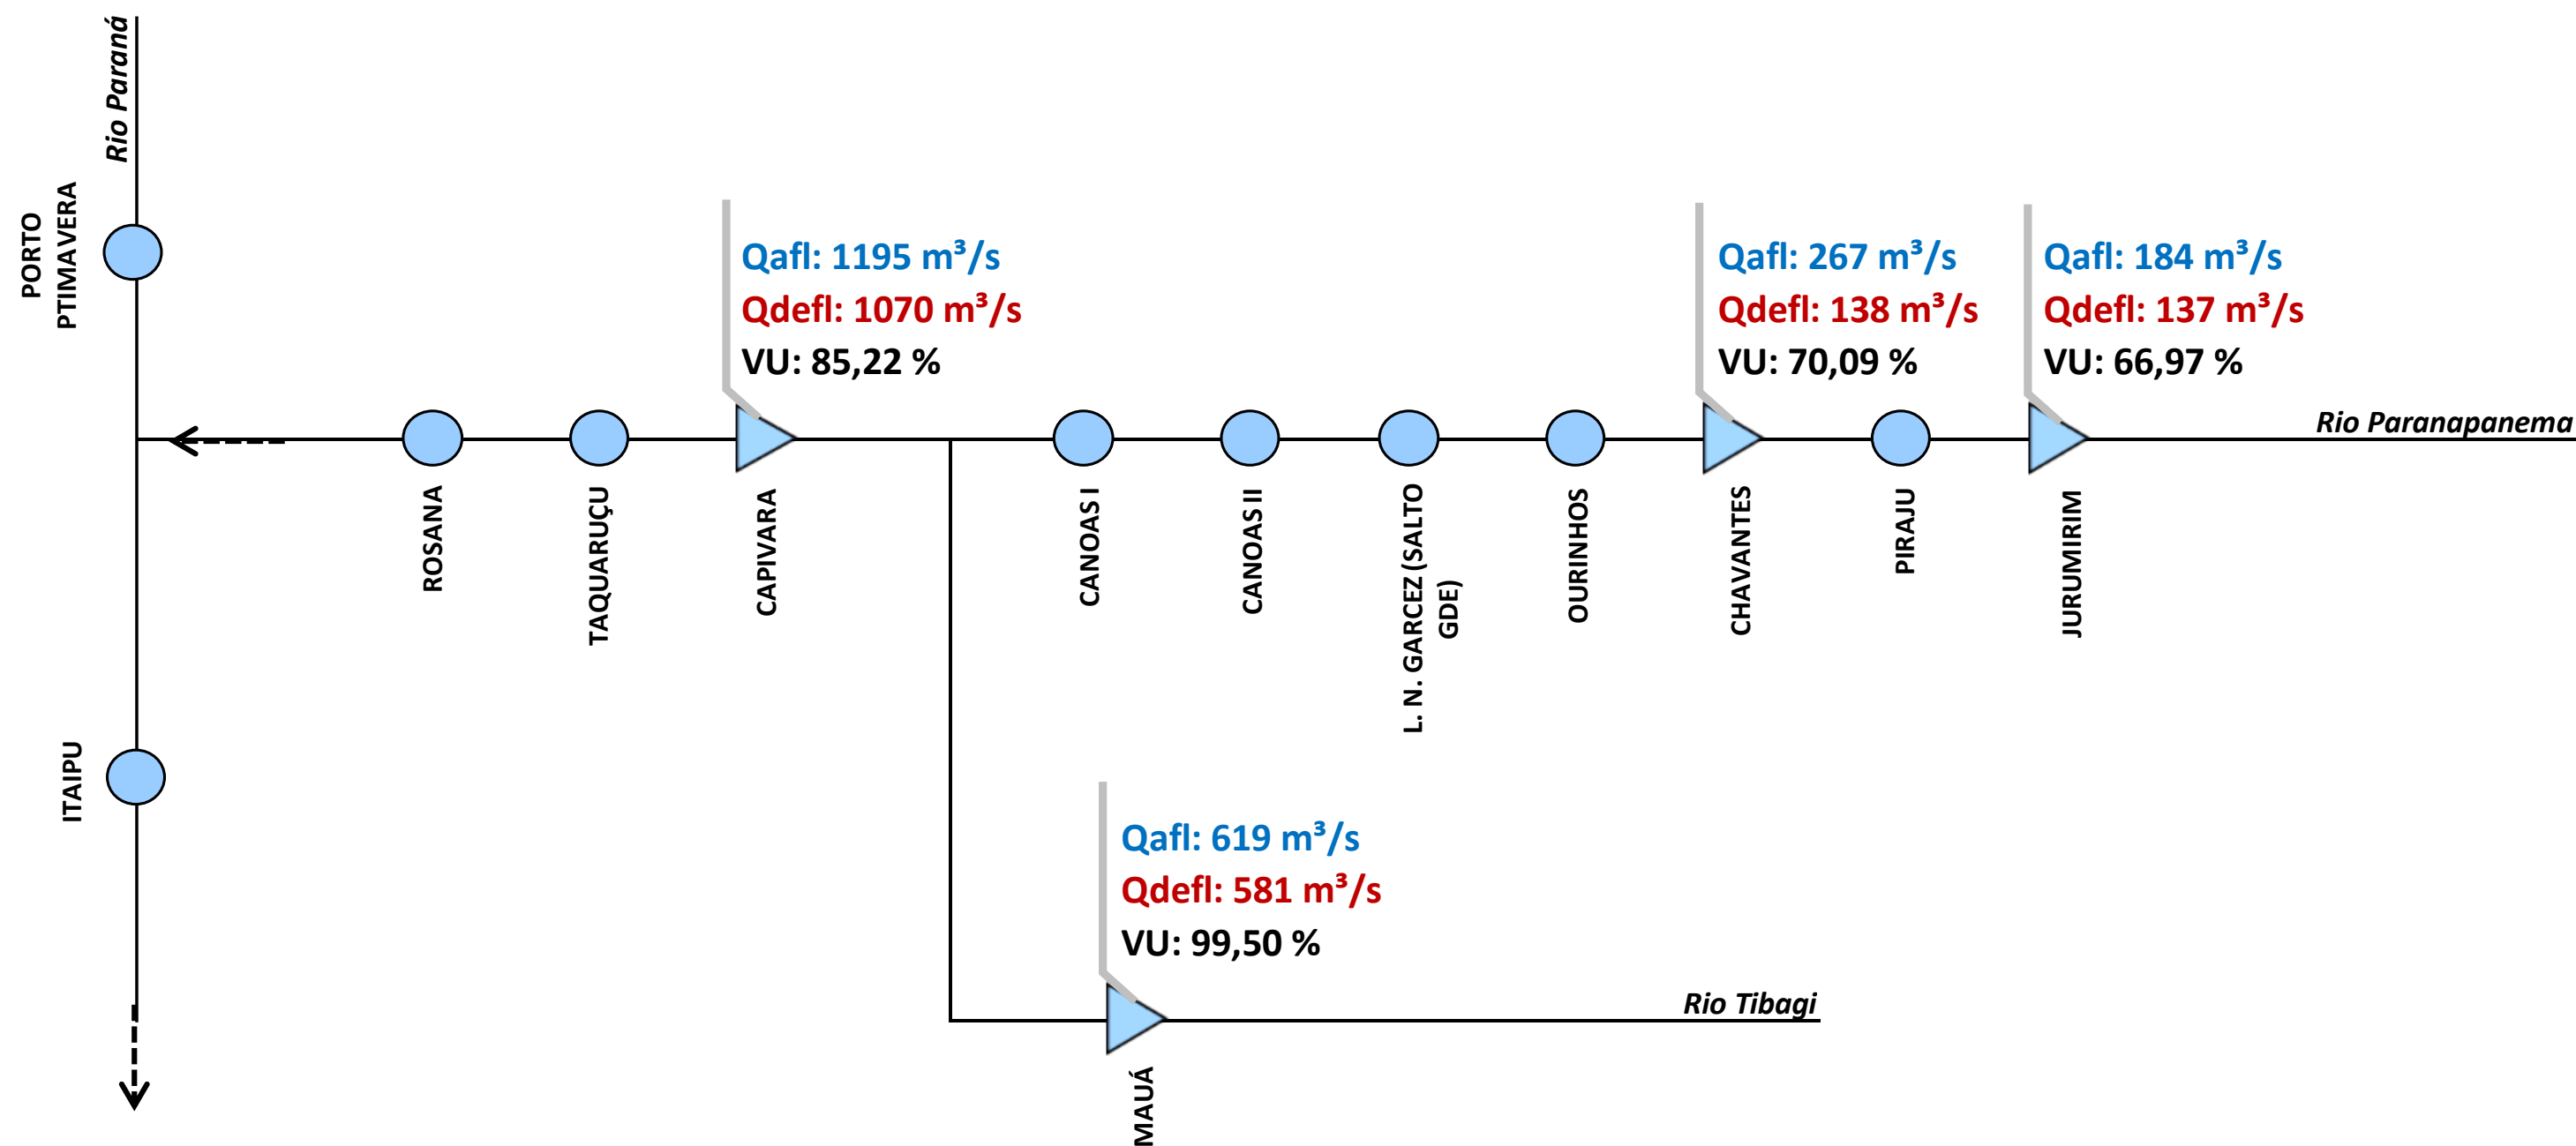 Rio Paraná
PORTO
PTIMAVERA
Qafl: 1195 m³/s
Qdefl: 1070 m³/s
VU: 85,22 %
Qafl: 267 m³/s
Qdefl: 138 m³/s
VU: 70,09 %
Qafl: 184 m³/s
Qdefl: 137 m³/s
VU: 66,97 %
Rio Paranapanema
ROSANA
TAQUARUÇU
CAPIVARA
CANOAS I
CANOAS II
L. N. GARCEZ (SALTO
GDE)
OURINHOS
CHAVANTES
PIRAJU
JURUMIRIM
ITAIPU
Qafl: 619 m³/s
Qdefl: 581 m³/s
VU: 99,50 %
Rio Tibagi
MAUÁ